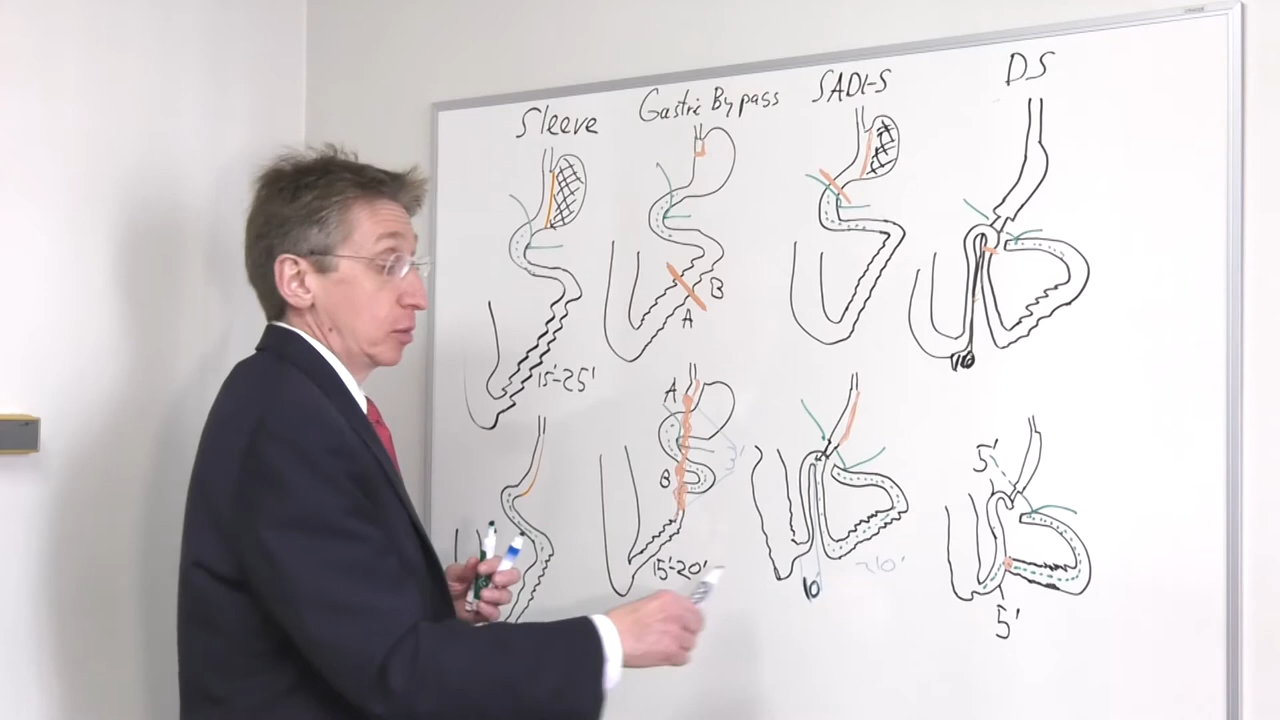 Sleeve
Gastric Bypass
SADI-S
DS
B
A
10
15'-25'
A
B
5'
15'-20'
10
5'